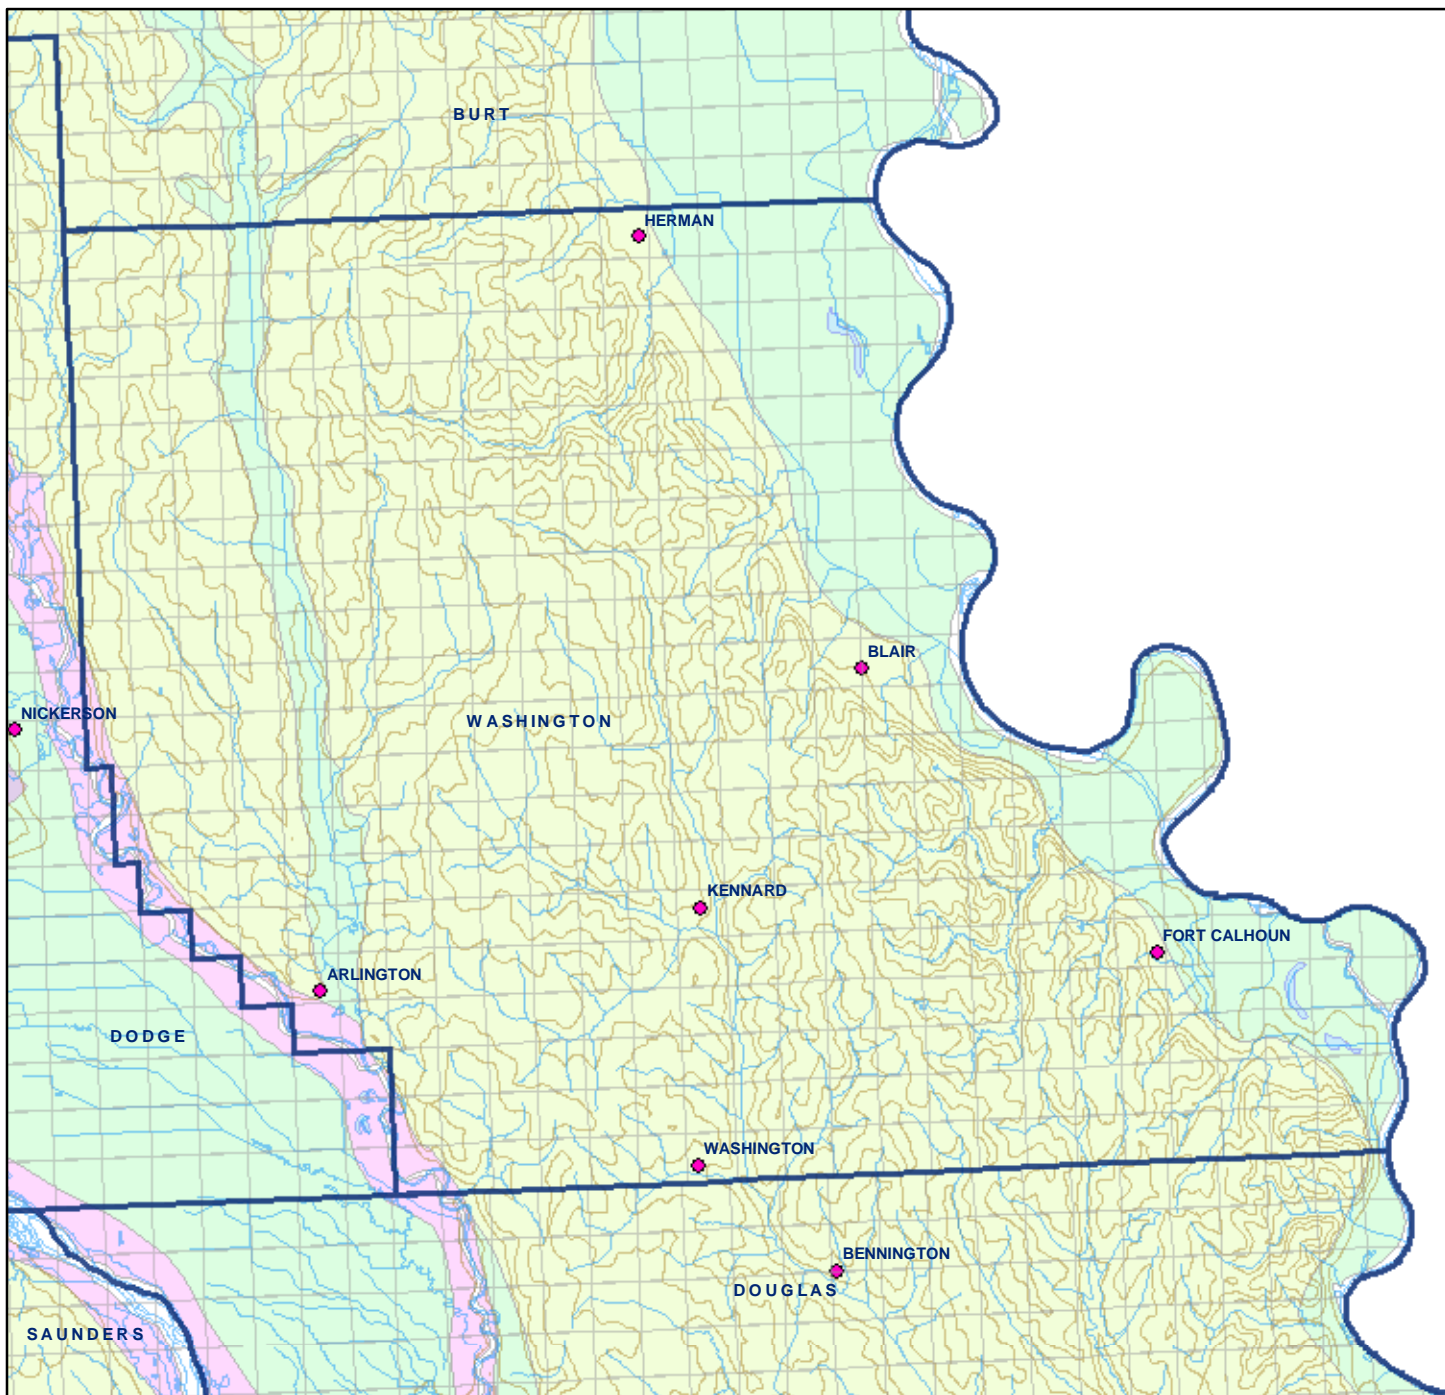 BURT
HERMAN
BLAIR
NICKERSON
WASHINGTON
KENNARD
FORT CALHOUN
ARLINGTON
DODGE
WASHINGTON
BENNINGTON
DOUGLAS
SAUNDERS